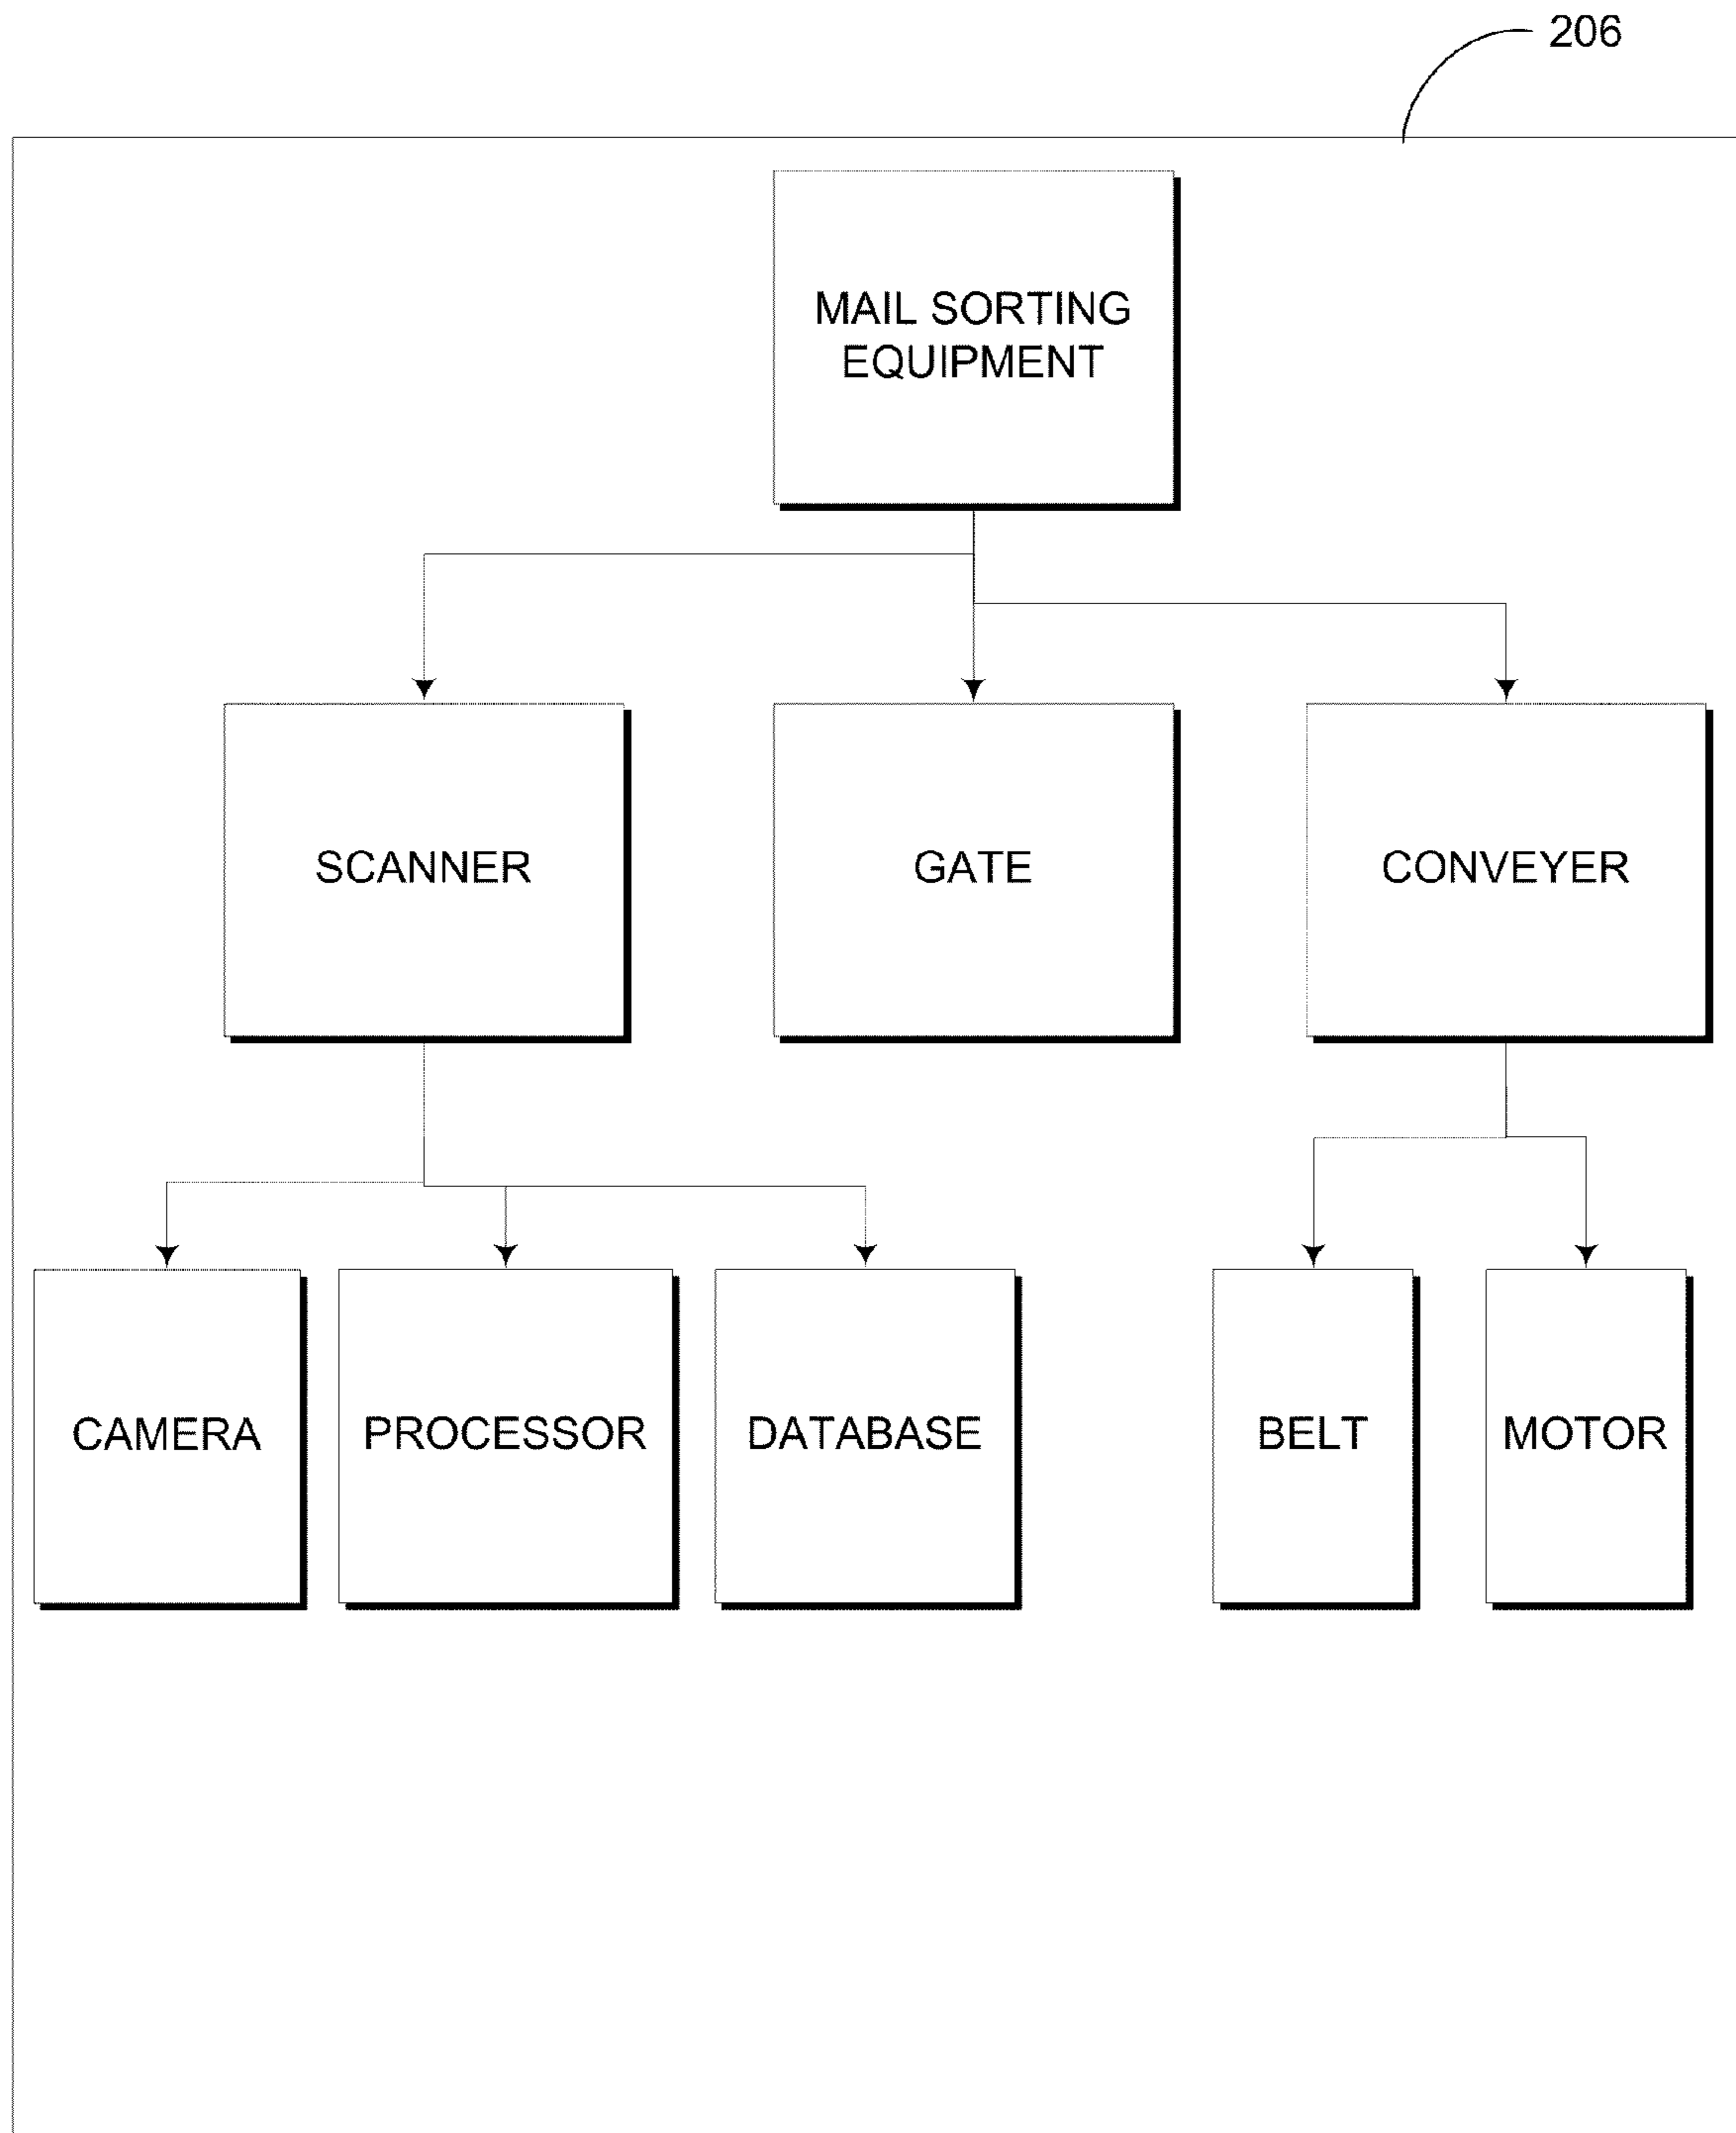 206
MAIL SORTING
EQUIPMENT
SCANNER
GATE
CONVEYER
CAMERA
PROCESSOR
DATABASE
BELT
MOTOR